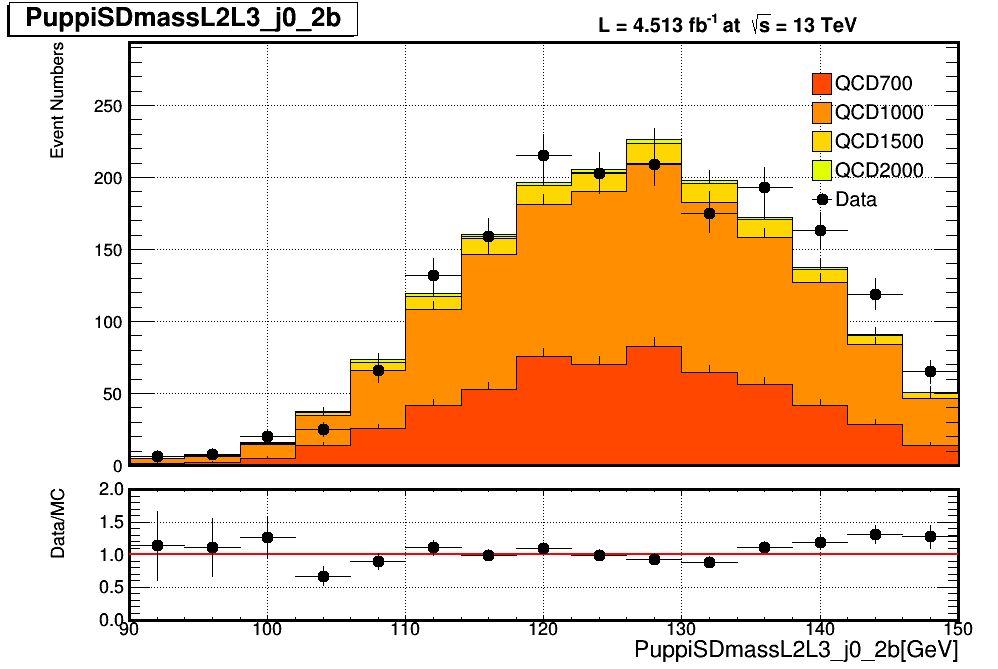 PuppiSDmassL2L3_j0_2b
L = 4.513 fb⁻¹ at √s = 13 TeV
Event Numbers
250
200
150
100
50
0
QCD700
QCD1000
QCD1500
QCD2000
Data
Data/MC
2.0
1.5
1.0
0.5
0.0
90 100 110 120 130 140 150
PuppiSDmassL2L3_j0_2b[GeV]